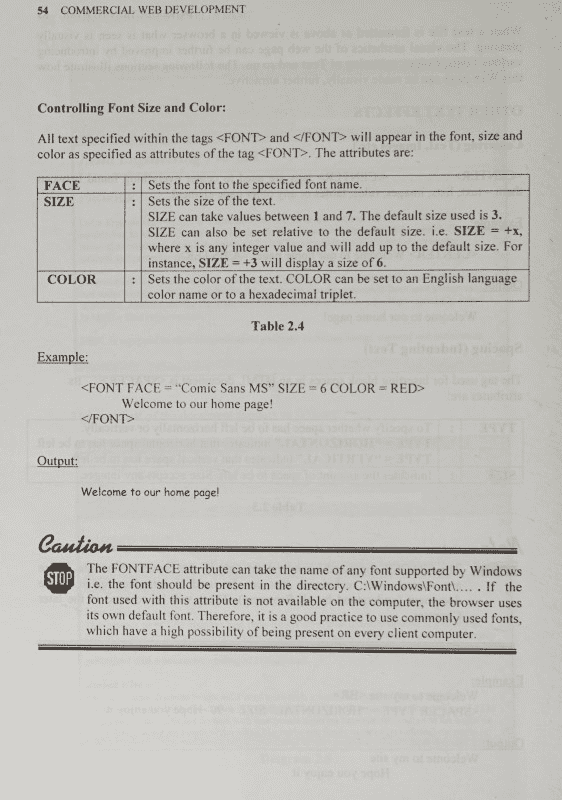 54 COMMERCIAL WEB DEVELOPMENT
Controlling Font Size and Color:
All text specified within the tags <FONT> and </FONT> will appear in the font, size and
color as specified as attributes of the tag <FONT>. The attributes are:
FACE : Sets the font to the specified font name.
SIZE : Sets the size of the text.
SIZE can take values between 1 and 7. The default size used is 3.
SIZE can also be set relative to the default size. i.e. SIZE = +x,
where x is any integer value and will add up to the default size. For
instance, SIZE = +3 will display a size of 6.
COLOR : Sets the color of the text. COLOR can be set to an English language
color name or to a hexadecimal triplet.
Table 2.4
Example:
<FONT FACE = “Comic Sans MS” SIZE = 6 COLOR = RED>
Welcome to our home page!
</FONT>
Output:
Welcome to our home page!
Caution
STOP
The FONTFACE attribute can take the name of any font supported by Windows
i.e. the font should be present in the directory. C:\Windows\Font\.... . If the
font used with this attribute is not available on the computer, the browser uses
its own default font. Therefore, it is a good practice to use commonly used fonts,
which have a high possibility of being present on every client computer.